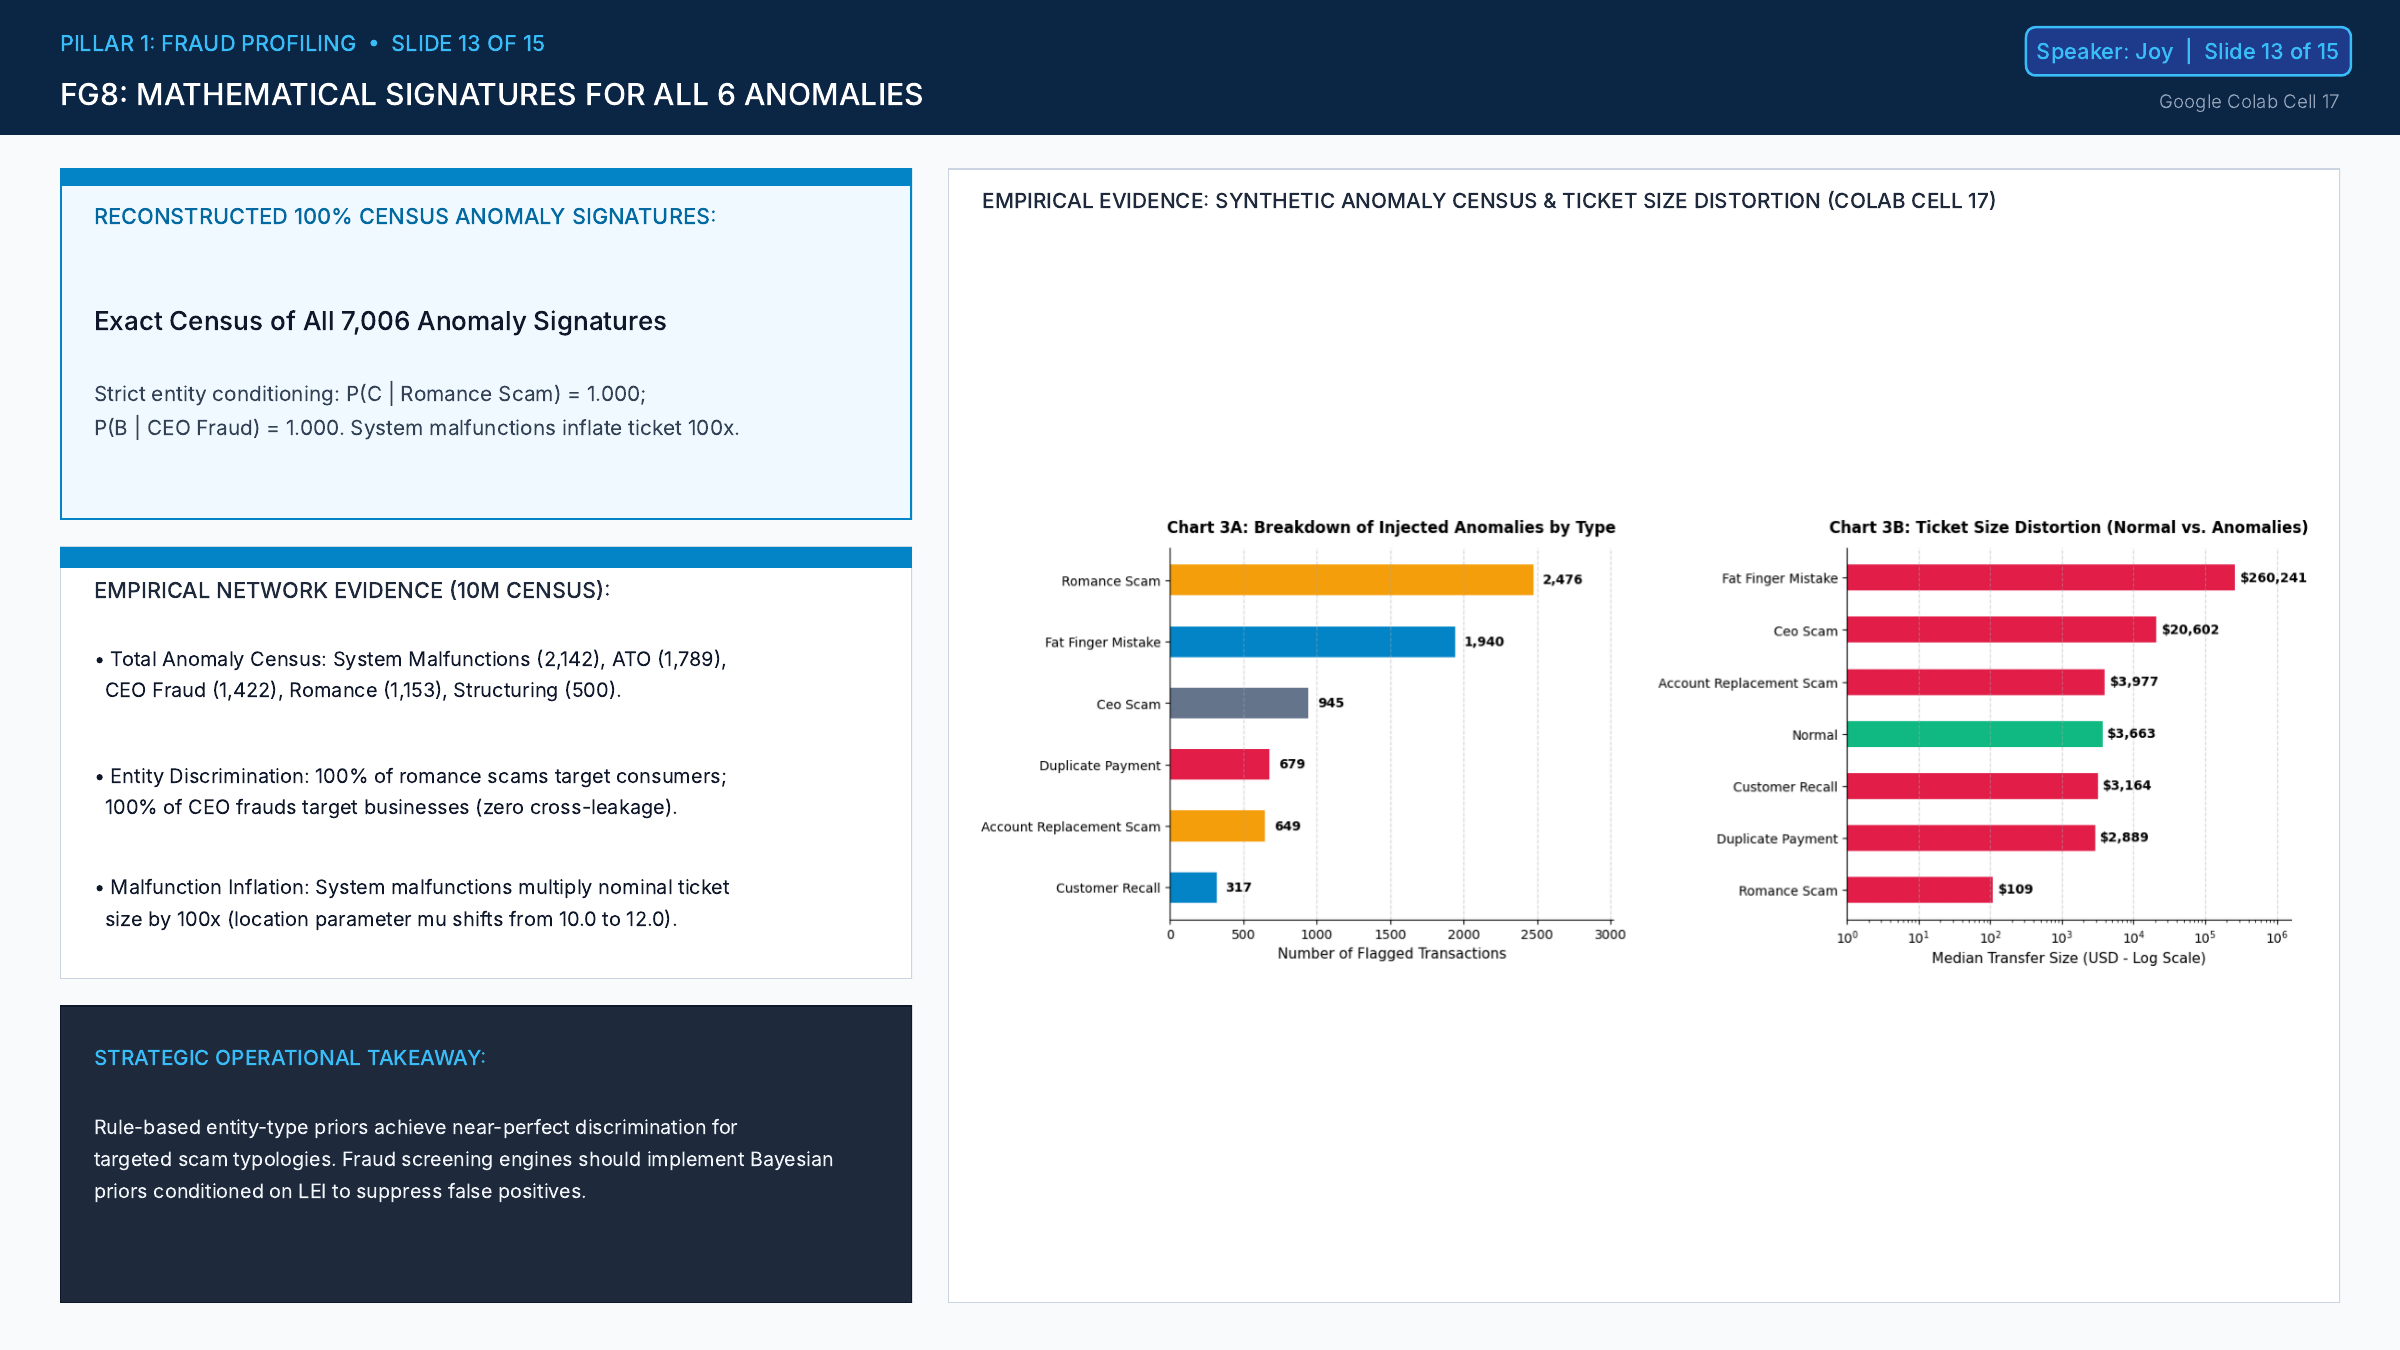 PILLAR 1: FRAUD PROFILING • SLIDE 13 OF 15
FG8: MATHEMATICAL SIGNATURES FOR ALL 6 ANOMALIES
Speaker: Joy | Slide 13 of 15
Google Colab Cell 17
RECONSTRUCTED 100% CENSUS ANOMALY SIGNATURES:
Exact Census of All 7,006 Anomaly Signatures
Strict entity conditioning: P(C | Romance Scam) = 1.000;
P(B | CEO Fraud) = 1.000. System malfunctions inflate ticket 100x.
EMPIRICAL NETWORK EVIDENCE (10M CENSUS):
• Total Anomaly Census: System Malfunctions (2,142), ATO (1,789),
CEO Fraud (1,422), Romance (1,153), Structuring (500).
• Entity Discrimination: 100% of romance scams target consumers;
100% of CEO frauds target businesses (zero cross-leakage).
• Malfunction Inflation: System malfunctions multiply nominal ticket
size by 100x (location parameter mu shifts from 10.0 to 12.0).
STRATEGIC OPERATIONAL TAKEAWAY:
Rule-based entity-type priors achieve near-perfect discrimination for
targeted scam typologies. Fraud screening engines should implement Bayesian
priors conditioned on LEI to suppress false positives.
EMPIRICAL EVIDENCE: SYNTHETIC ANOMALY CENSUS & TICKET SIZE DISTORTION (COLAB CELL 17)
Chart 3A: Breakdown of Injected Anomalies by Type
Romance Scam 2,476
Fat Finger Mistake 1,940
Ceo Scam 945
Duplicate Payment 679
Account Replacement Scam 649
Customer Recall 317
0 500 1000 1500 2000 2500 3000
Number of Flagged Transactions
Chart 3B: Ticket Size Distortion (Normal vs. Anomalies)
Fat Finger Mistake $260,241
Ceo Scam $20,602
Account Replacement Scam $3,977
Normal $3,663
Customer Recall $3,164
Duplicate Payment $2,889
Romance Scam $109
10⁰ 10¹ 10² 10³ 10⁴ 10⁵ 10⁶
Median Transfer Size (USD - Log Scale)